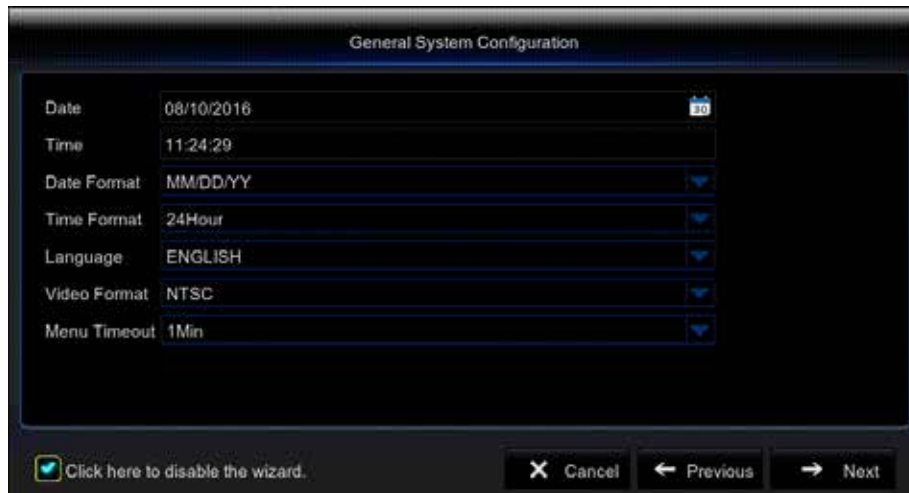 General System Configuration
Date 08/10/2016 30
Time 11:24:29
Date Format MM/DD/YY
Time Format 24Hour
Language ENGLISH
Video Format NTSC
Menu Timeout 1Min
Click here to disable the wizard. Cancel Previous Next